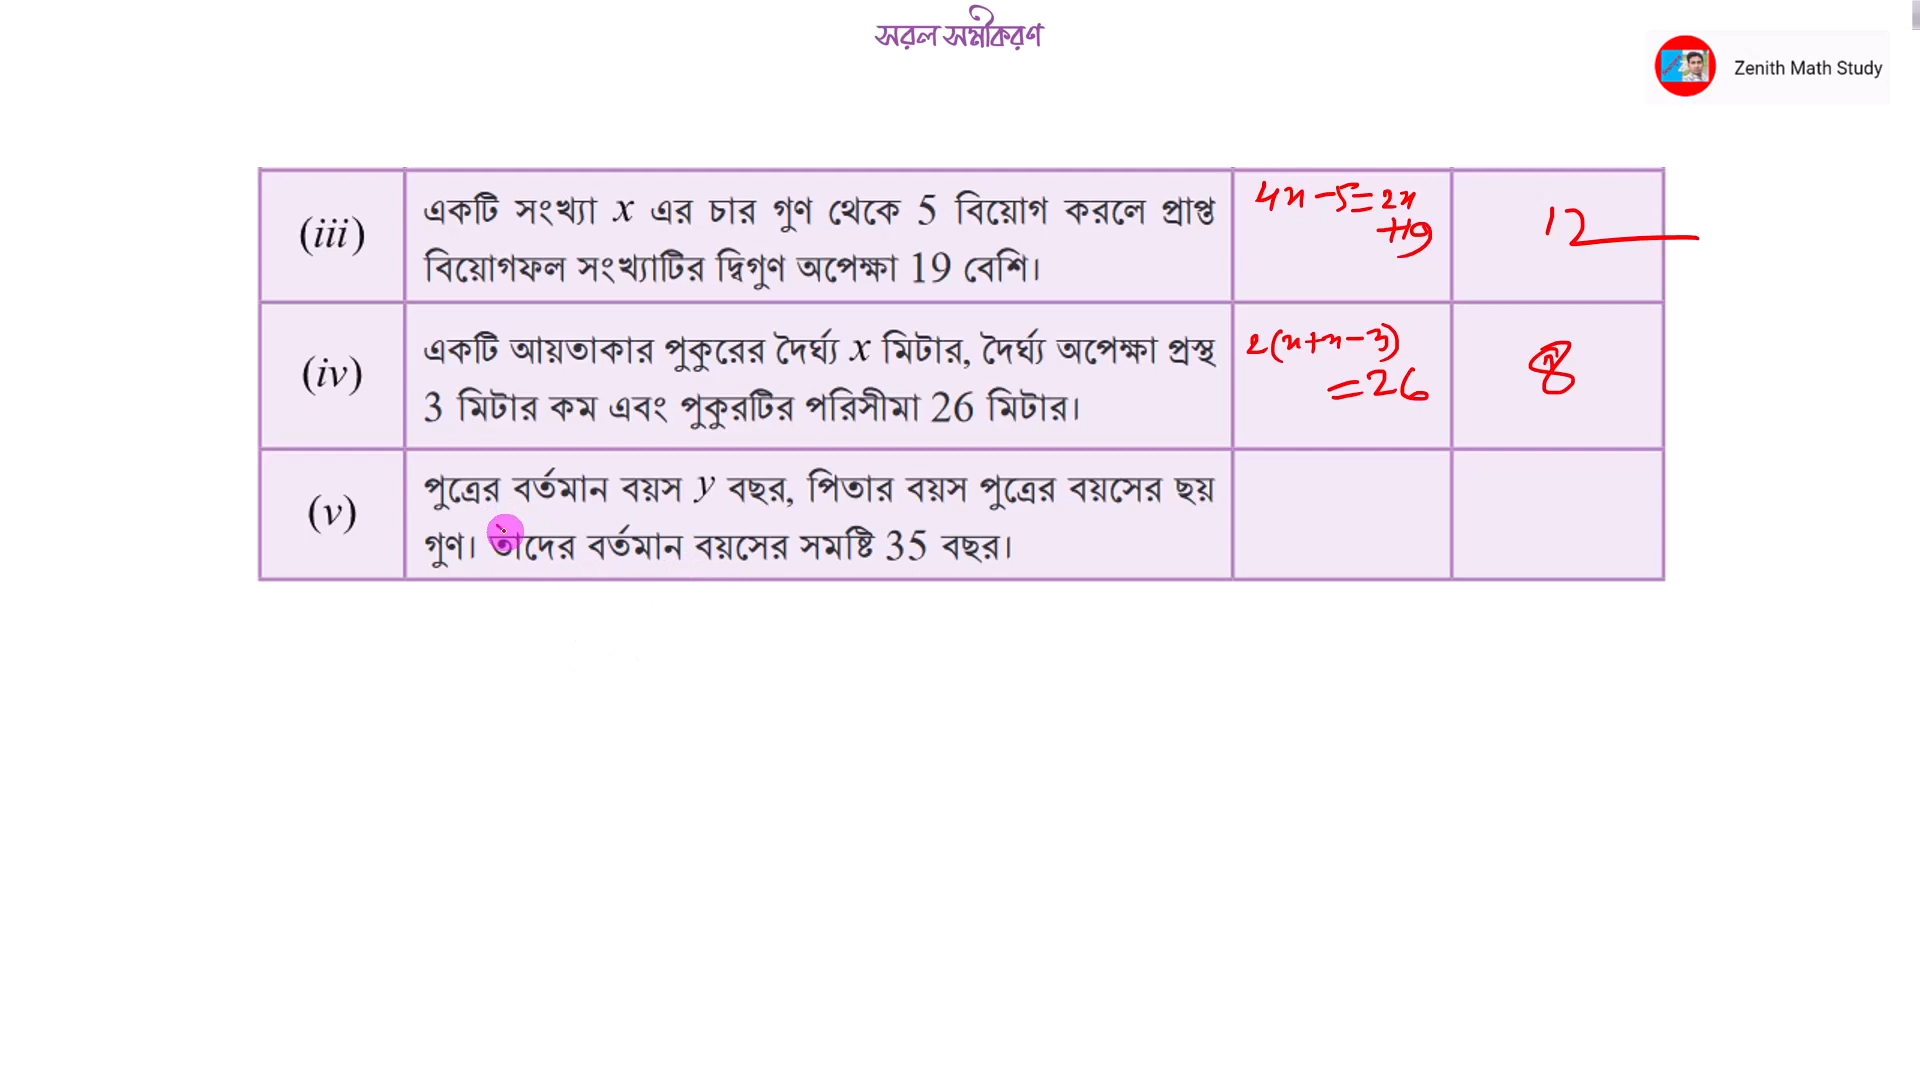 সরল সমীকরণ
Zenith Math Study
(iii)
একটি সংখ্যা x এর চার গুণ থেকে 5 বিয়োগ করলে প্রাপ্ত
বিয়োগফল সংখ্যাটির দ্বিগুণ অপেক্ষা 19 বেশি।
4x - 5 = 2x
+19
12
(iv)
একটি আয়তাকার পুকুরের দৈর্ঘ্য x মিটার, দৈর্ঘ্য অপেক্ষা প্রস্থ
3 মিটার কম এবং পুকুরটির পরিসীমা 26 মিটার।
2(x+x-3)
= 26
8
(v)
পুত্রের বর্তমান বয়স y বছর, পিতার বয়স পুত্রের বয়সের ছয়
গুণ। তাদের বর্তমান বয়সের সমষ্টি 35 বছর।